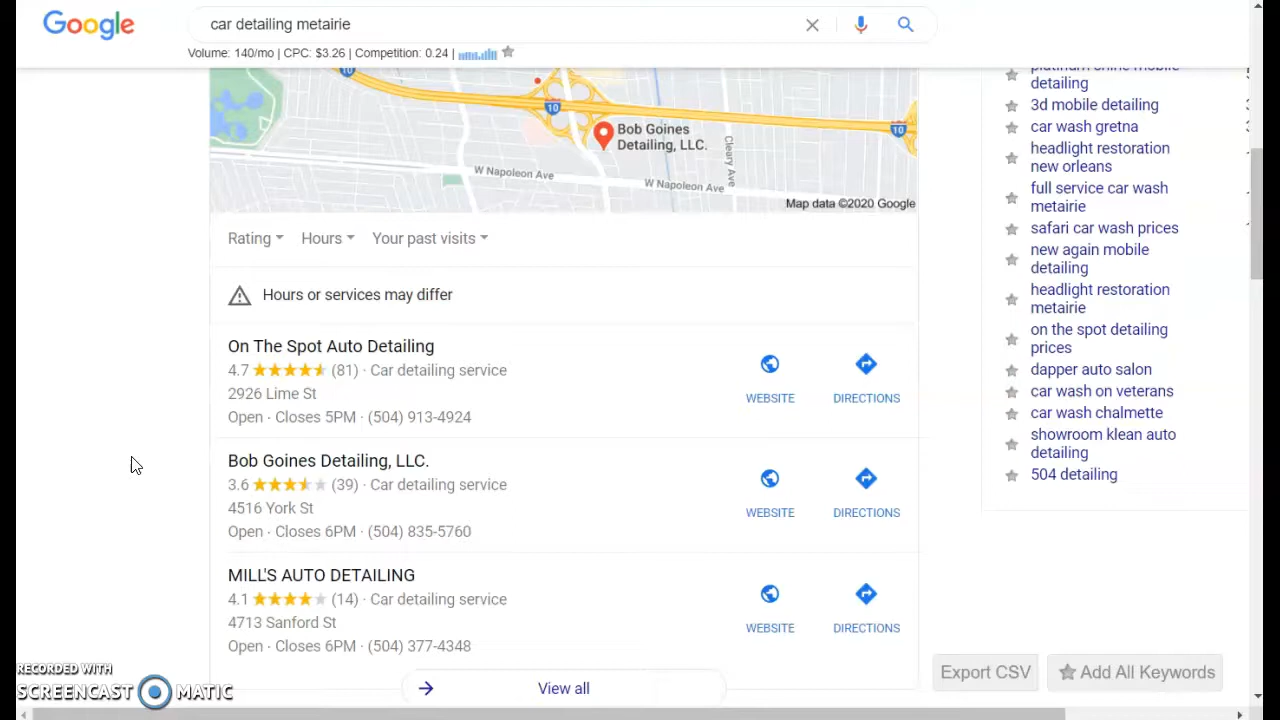 Google
car detailing metairie
Volume: 140/mo | CPC: $3.26 | Competition: 0.24 |
10
10
10
Bob Goines
Detailing, LLC.
Cleary Ave
W Napoleon Ave
W Napoleon Ave
Map data ©2020 Google
Rating
Hours
Your past visits
Hours or services may differ
On The Spot Auto Detailing
4.7 (81) · Car detailing service
2926 Lime St
Open · Closes 5PM · (504) 913-4924
WEBSITE
DIRECTIONS
Bob Goines Detailing, LLC.
3.6 (39) · Car detailing service
4516 York St
Open · Closes 6PM · (504) 835-5760
WEBSITE
DIRECTIONS
MILL'S AUTO DETAILING
4.1 (14) · Car detailing service
4713 Sanford St
Open · Closes 6PM · (504) 377-4348
WEBSITE
DIRECTIONS
View all
platinum shine mobile
detailing
3d mobile detailing
car wash gretna
headlight restoration
new orleans
full service car wash
metairie
safari car wash prices
new again mobile
detailing
headlight restoration
metairie
on the spot detailing
prices
dapper auto salon
car wash on veterans
car wash chalmette
showroom klean auto
detailing
504 detailing
Export CSV
Add All Keywords
RECORDED WITH
SCREENCAST MATIC